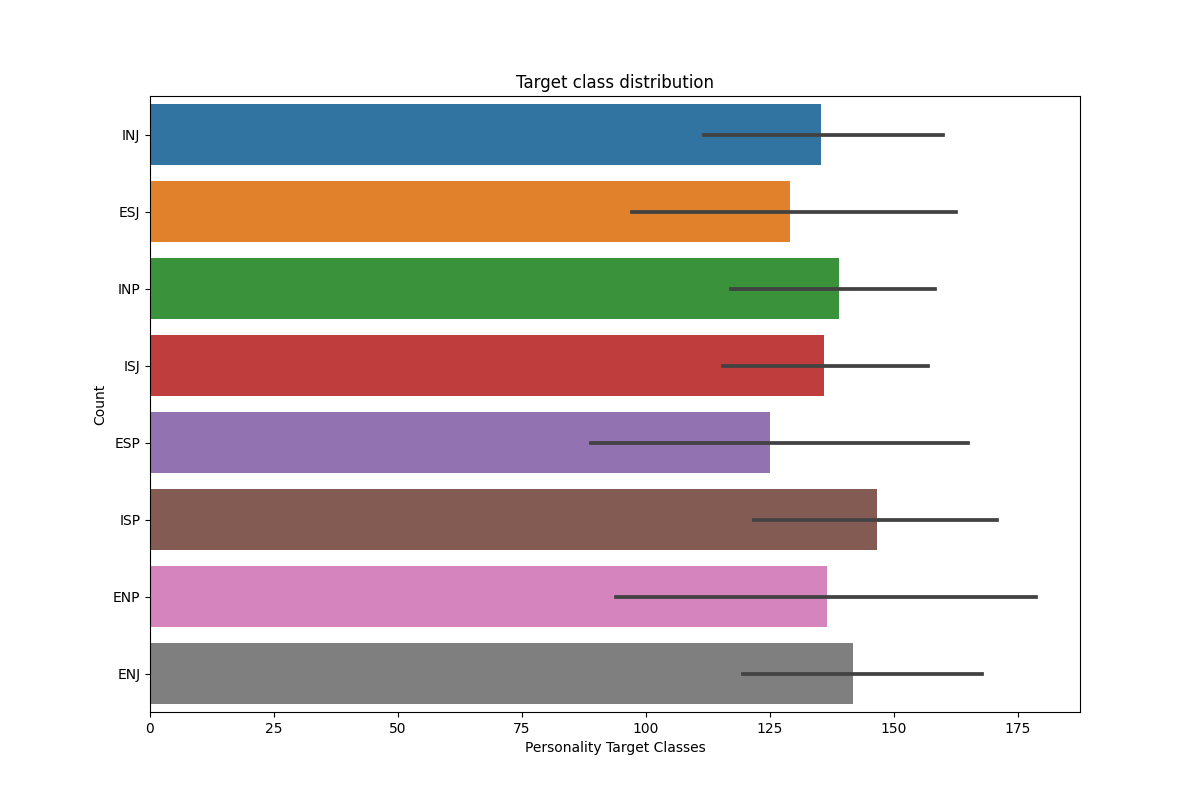 Target class distribution
INJ
ESJ
INP
ISJ
ESP
ISP
ENP
ENJ
Count
0 25 50 75 100 125 150 175
Personality Target Classes